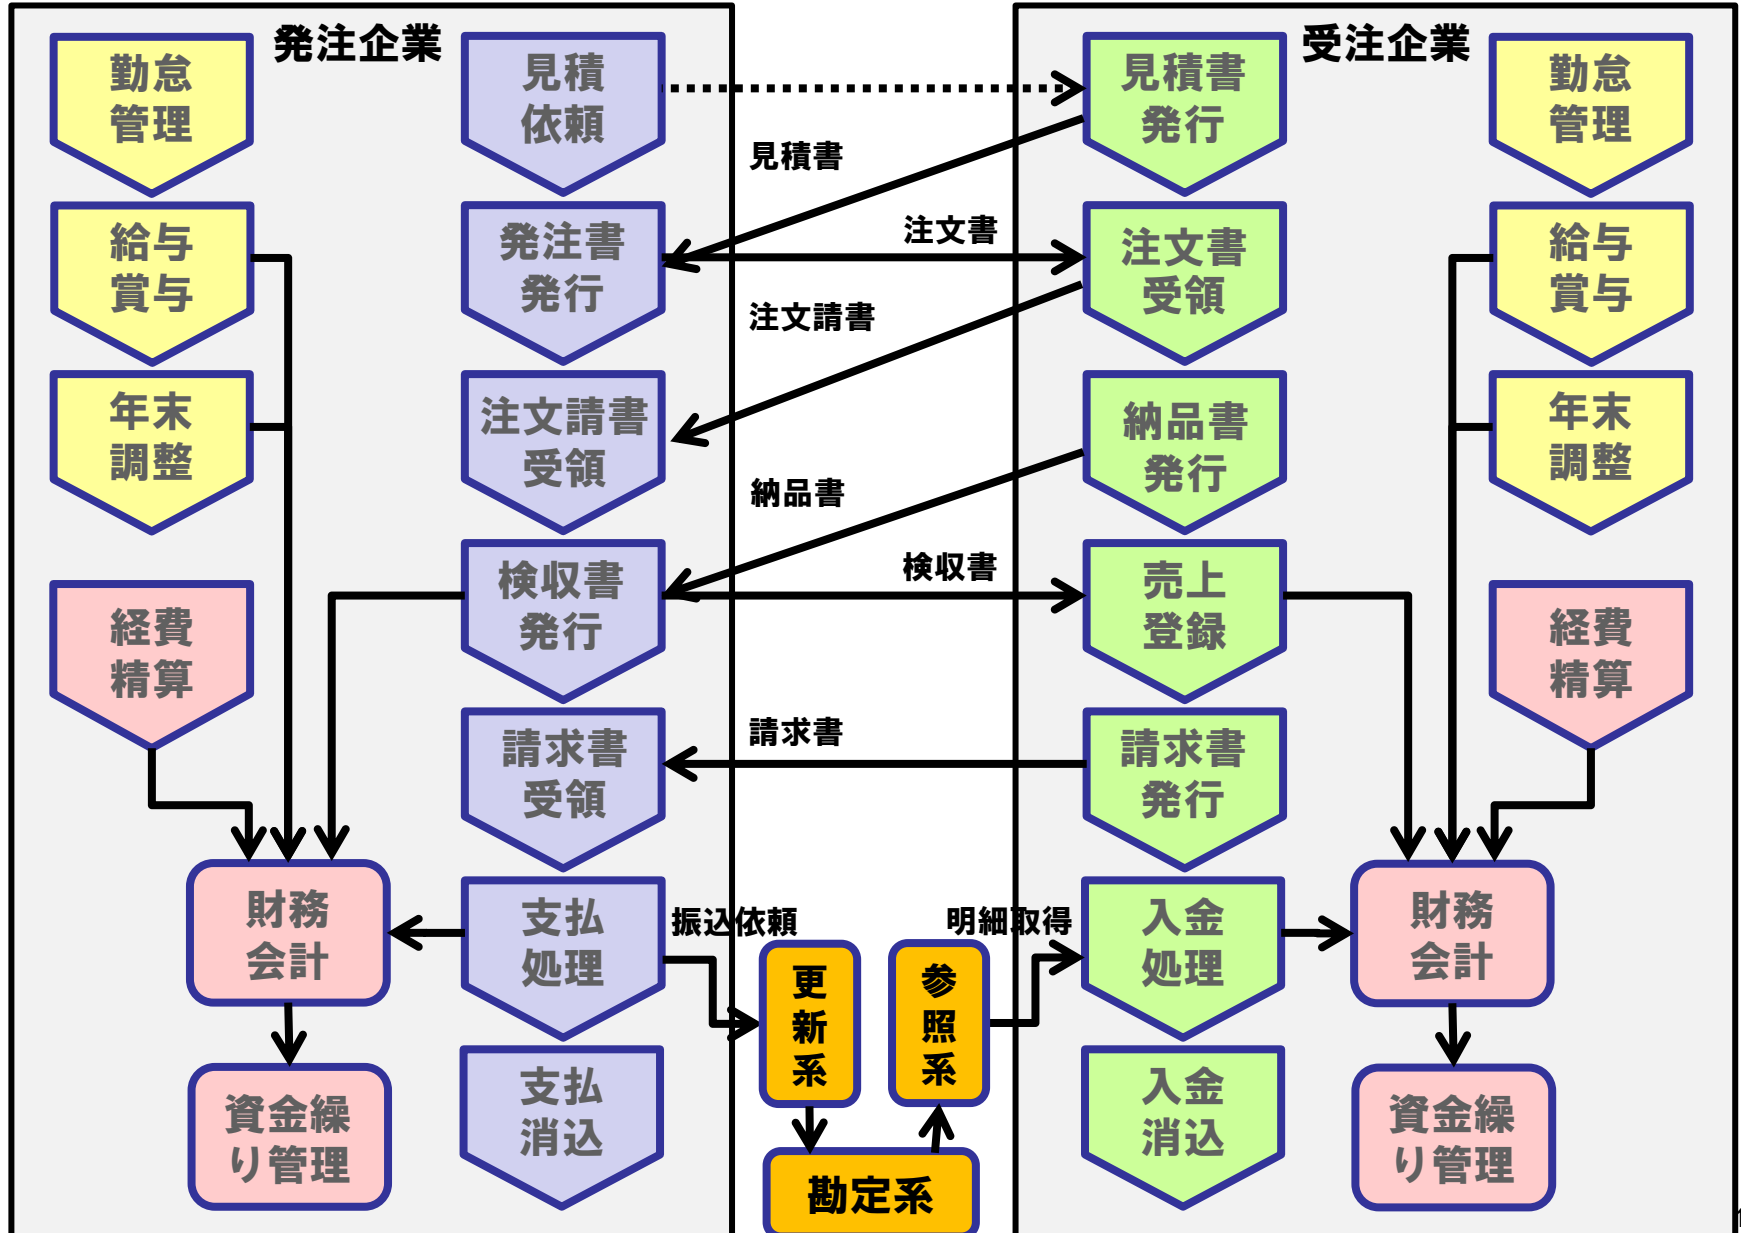 発注企業
受注企業
勤怠
管理
給与
賞与
年末
調整
経費
精算
財務
会計
資金繰
り管理
見積
依頼
発注書
発行
注文請書
受領
検収書
発行
請求書
受領
支払
処理
支払
消込
見積書
注文書
注文請書
納品書
検収書
請求書
振込依頼
明細取得
更
新
系
参
照
系
勘定系
見積書
発行
注文書
受領
納品書
発行
売上
登録
請求書
発行
入金
処理
入金
消込
勤怠
管理
給与
賞与
年末
調整
経費
精算
財務
会計
資金繰
り管理